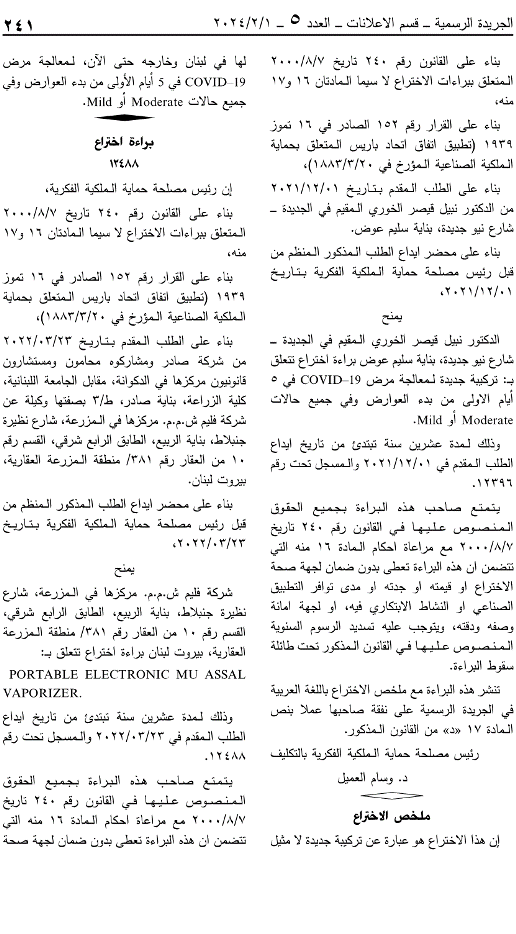 الجريدة الرسمية ــ قسم الاعلانات ــ العدد ٥ ــ ٢٠٢٤/٢/١
٢٤١
بناء على القانون رقم ٢٤٠ تاريخ ٢٠٠٠/٨/٧
المتعلق ببراءات الاختراع لا سيما المادتان ١٦ و١٧
منه،
بناء على القرار رقم ١٥٢ الصادر في ١٦ تموز
١٩٣٩ (تطبيق اتفاق اتحاد باريس المتعلق بحماية
الملكية الصناعية المؤرخ في ١٨٨٣/٣/٢٠)،
بناء على الطلب المقدم بتاريخ ٢٠٢١/١٢/٠١
من الدكتور نبيل قيصر الخوري المقيم في الجديدة ــ
شارع نيو جديدة، بناية سليم عوض.
بناء على محضر ايداع الطلب المذكور المنظم من
قبل رئيس مصلحة حماية الملكية الفكرية بتاريخ
٢٠٢١/١٢/٠١،
يمنح
الدكتور نبيل قيصر الخوري المقيم في الجديدة ــ
شارع نيو جديدة، بناية سليم عوض براءة اختراع تتعلق
بـ: تركيبة جديدة لمعالجة مرض COVID–19 في ٥
أيام الاولى من بدء العوارض وفي جميع حالات
Moderate أو Mild.
وذلك لمدة عشرين سنة تبتدئ من تاريخ ايداع
الطلب المقدم في ٢٠٢١/١٢/٠١ والمسجل تحت رقم
١٢٣٩٦.
يتمتع صاحب هذه البراءة بجميع الحقوق
المنصوص عليها في القانون رقم ٢٤٠ تاريخ
٢٠٠٠/٨/٧ مع مراعاة احكام المادة ١٦ منه التي
تتضمن ان هذه البراءة تعطى بدون ضمان لجهة صحة
الاختراع او قيمته او جدته او مدى توافر التطبيق
الصناعي او النشاط الابتكاري فيه، او لجهة امانة
وصفه ودقته، ويتوجب عليه تسديد الرسوم السنوية
المنصوص عليها في القانون المذكور تحت طائلة
سقوط البراءة.
تنشر هذه البراءة مع ملخص الاختراع باللغة العربية
في الجريدة الرسمية على نفقة صاحبها عملا بنص
المادة ١٧ «د» من القانون المذكور.
رئيس مصلحة حماية الملكية الفكرية بالتكليف
د. وسام العميل
ملخص الاختراع
إن هذا الاختراع هو عبارة عن تركيبة جديدة لا مثيل
لها في لبنان وخارجه حتى الآن، لمعالجة مرض
COVID–19 في 5 أيام الأولى من بدء العوارض وفي
جميع حالات Moderate أو Mild.
براءة اختراع
١٢٤٨٨
إن رئيس مصلحة حماية الملكية الفكرية،
بناء على القانون رقم ٢٤٠ تاريخ ٢٠٠٠/٨/٧
المتعلق ببراءات الاختراع لا سيما المادتان ١٦ و١٧
منه،
بناء على القرار رقم ١٥٢ الصادر في ١٦ تموز
١٩٣٩ (تطبيق اتفاق اتحاد باريس المتعلق بحماية
الملكية الصناعية المؤرخ في ١٨٨٣/٣/٢٠)،
بناء على الطلب المقدم بتاريخ ٢٠٢٢/٠٣/٢٣
من شركة صادر ومشاركوه محامون ومستشارون
قانونيون مركزها في الدكوانة، مقابل الجامعة اللبنانية،
كلية الزراعة، بناية صادر، ط/٣ بصفتها وكيلة عن
شركة فليم ش.م.م. مركزها في المزرعة، شارع نظيرة
جنبلاط، بناية الربيع، الطابق الرابع شرقي، القسم رقم
١٠ من العقار رقم /٣٨١ منطقة المزرعة العقارية،
بيروت لبنان.
بناء على محضر ايداع الطلب المذكور المنظم من
قبل رئيس مصلحة حماية الملكية الفكرية بتاريخ
٢٠٢٢/٠٣/٢٣،
يمنح
شركة فليم ش.م.م. مركزها في المزرعة، شارع
نظيرة جنبلاط، بناية الربيع، الطابق الرابع شرقي،
القسم رقم ١٠ من العقار رقم /٣٨١ منطقة المزرعة
العقارية، بيروت لبنان براءة اختراع تتعلق بـ:
PORTABLE ELECTRONIC MU ASSAL
VAPORIZER.
وذلك لمدة عشرين سنة تبتدئ من تاريخ ايداع
الطلب المقدم في ٢٠٢٢/٠٣/٢٣ والمسجل تحت رقم
١٢٤٨٨.
يتمتع صاحب هذه البراءة بجميع الحقوق
المنصوص عليها في القانون رقم ٢٤٠ تاريخ
٢٠٠٠/٨/٧ مع مراعاة احكام المادة ١٦ منه التي
تتضمن ان هذه البراءة تعطى بدون ضمان لجهة صحة